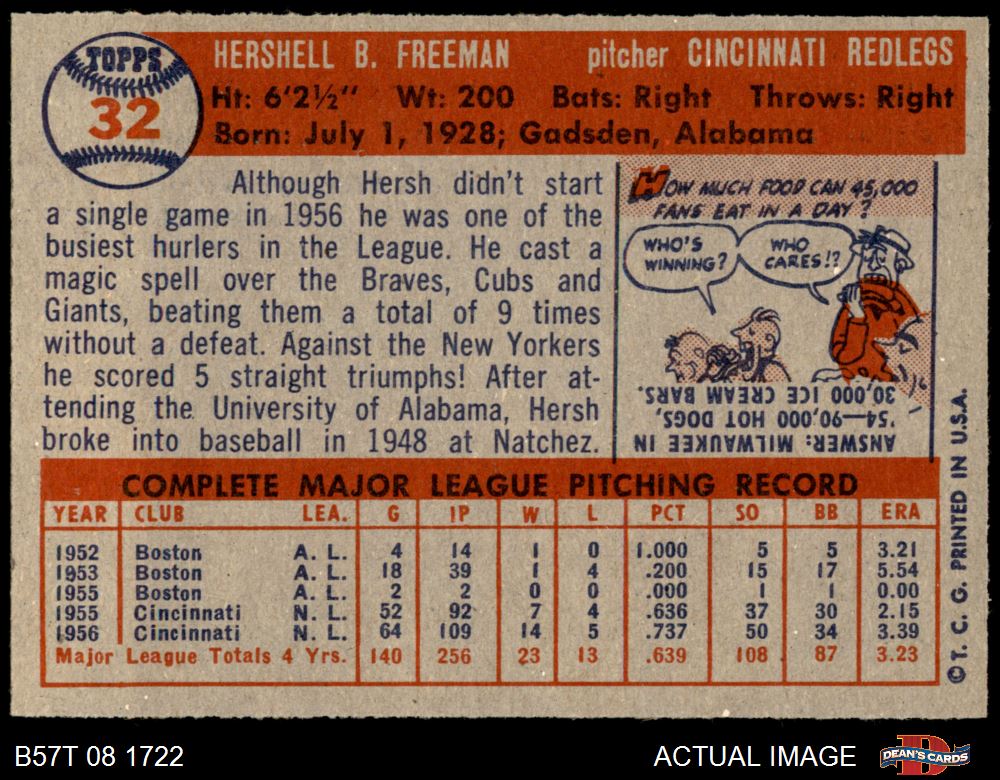 TOPPS
32
HERSHELL B. FREEMAN pitcher CINCINNATI REDLEGS
Ht: 6'2½" Wt: 200 Bats: Right Throws: Right
Born: July 1, 1928; Gadsden, Alabama
Although Hersh didn't start
a single game in 1956 he was one of the
busiest hurlers in the League. He cast a
magic spell over the Braves, Cubs and
Giants, beating them a total of 9 times
without a defeat. Against the New Yorkers
he scored 5 straight triumphs! After at-
tending the University of Alabama, Hersh
broke into baseball in 1948 at Natchez.
HOW MUCH FOOD CAN 45,000
FANS EAT IN A DAY?
WHO'S
WINNING?
WHO
CARES!?
ANSWER: MILWAUKEE IN
'54—90,000 HOT DOGS,
30,000 ICE CREAM BARS.
COMPLETE MAJOR LEAGUE PITCHING RECORD
YEAR CLUB LEA. G IP W L PCT SO BB ERA
1952 Boston A. L. 4 14 1 0 1.000 5 5 3.21
1953 Boston A. L. 18 39 1 4 .200 15 17 5.54
1955 Boston A. L. 2 2 0 0 .000 1 1 0.00
1955 Cincinnati N. L. 52 92 7 4 .636 37 30 2.15
1956 Cincinnati N. L. 64 109 14 5 .737 50 34 3.39
Major League Totals 4 Yrs. 140 256 23 13 .639 108 87 3.23
© T. C. G. PRINTED IN U.S.A.
B57T 08 1722
ACTUAL IMAGE
DEAN'S CARDS